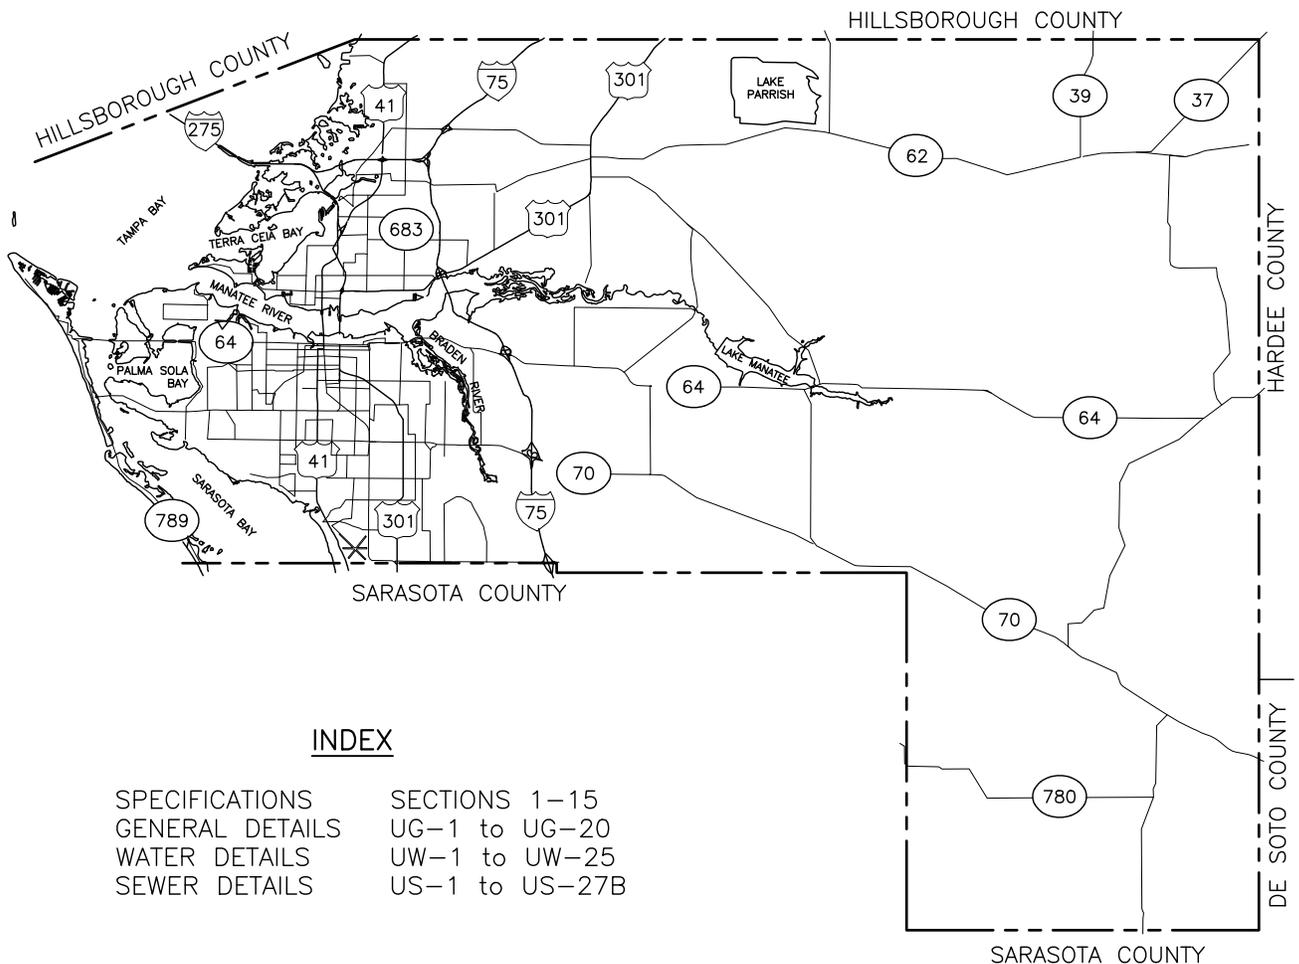 HILLSBOROUGH COUNTY
HILLSBOROUGH COUNTY
75
301
LAKE
PARRISH
39
37
41
275
62
TAMPA BAY
TERRA CEIA BAY
683
301
HARDEE COUNTY
MANATEE RIVER
M
64
BRADEN
RIVER
PALMA SOLA
BAY
LAKE MANATEE
64
64
41
70
SARASOTA BAY
789
301
75
SARASOTA COUNTY
70
INDEX
SPECIFICATIONS SECTIONS 1-15
GENERAL DETAILS UG-1 to UG-20
WATER DETAILS UW-1 to UW-25
SEWER DETAILS US-1 to US-27B
780
DE SOTO COUNTY
SARASOTA COUNTY